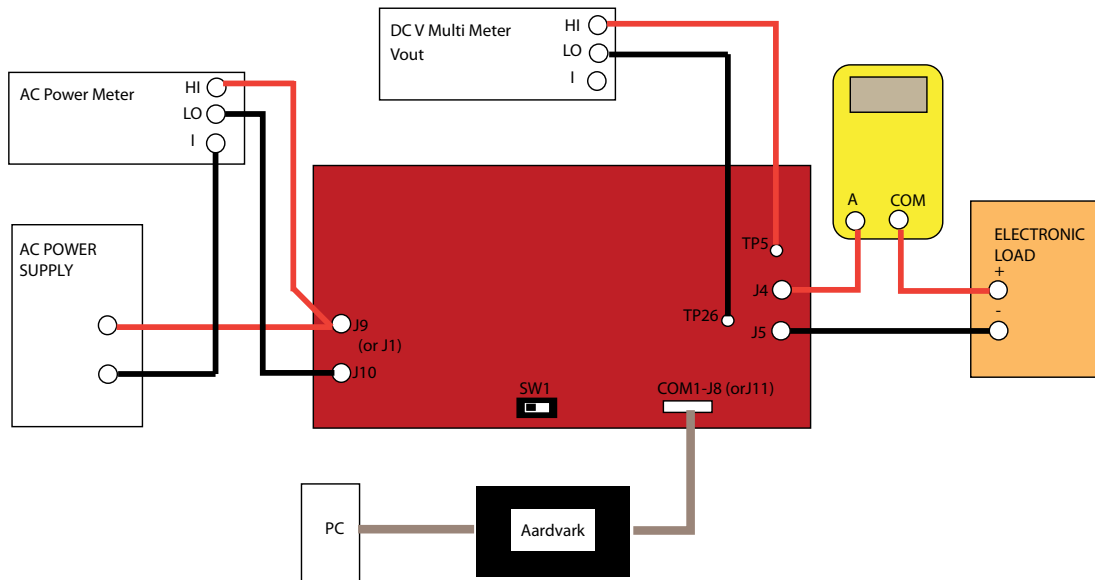 DC V Multi Meter
Vout
HI
LO
I
AC Power Meter
HI
LO
I
A
COM
AC POWER
SUPPLY
ELECTRONIC
LOAD
+
-
TP5
J4
TP26
J5
J9
(or J1)
J10
SW1
COM1-J8 (orJ11)
PC
Aardvark